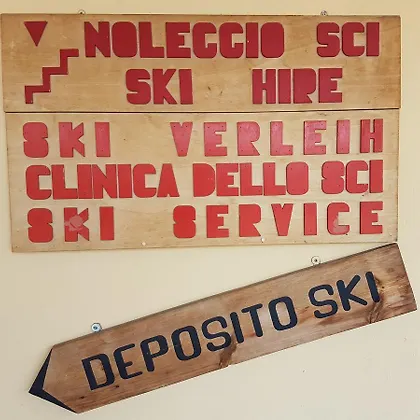 NOLEGGIO SCI
SKI HIRE
SKI VERLEIH
CLINICA DELLO SCI
SKI SERVICE
DEPOSITO SKI